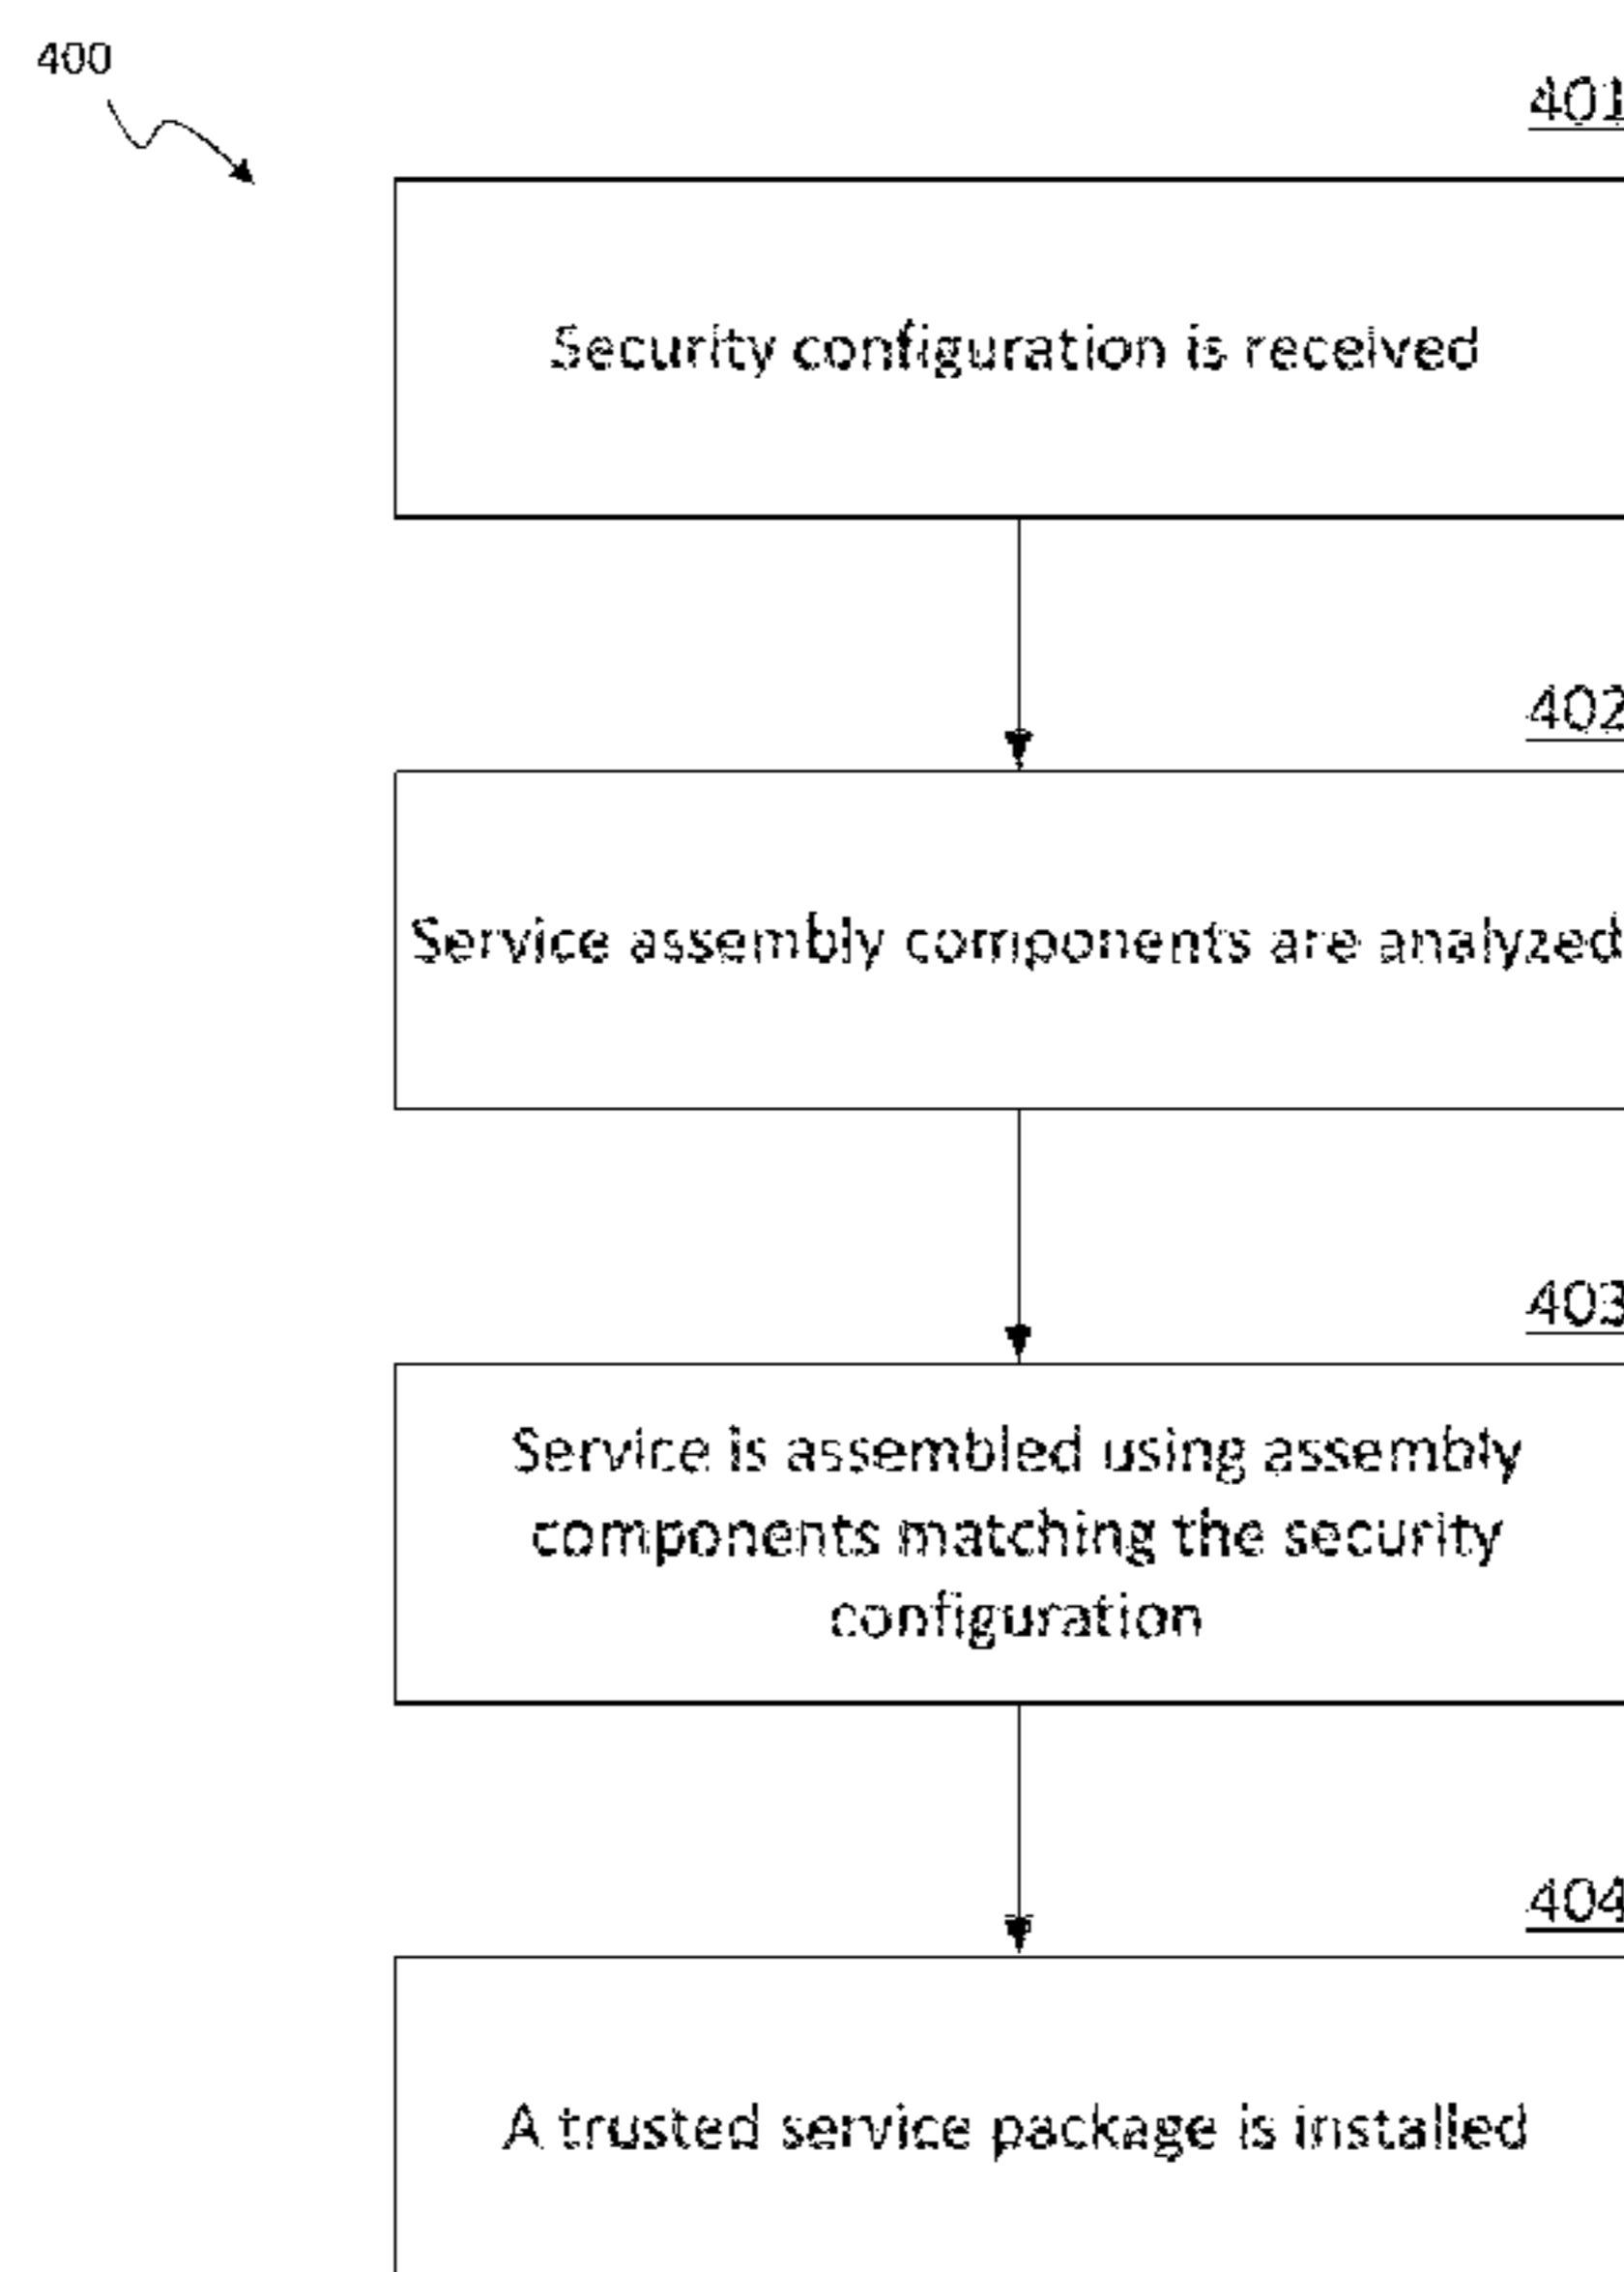 400
401
Security configuration is received
402
Service assembly components are analyzed
403
Service is assembled using assembly
components matching the security
configuration
404
A trusted service package is installed